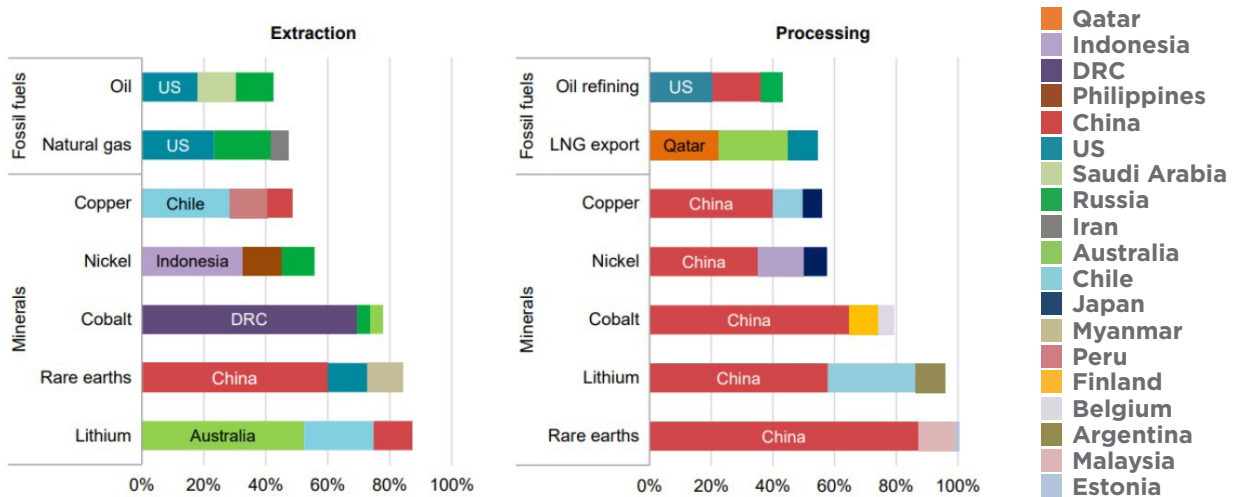 Extraction
Fossil fuels
Oil
US
Natural gas
US
Minerals
Copper
Chile
Nickel
Indonesia
Cobalt
DRC
Rare earths
China
Lithium
Australia
0% 20% 40% 60% 80% 100%
Processing
Fossil fuels
Oil refining
US
LNG export
Qatar
Minerals
Copper
China
Nickel
China
Cobalt
China
Lithium
China
Rare earths
China
0% 20% 40% 60% 80% 100%
Qatar
Indonesia
DRC
Philippines
China
US
Saudi Arabia
Russia
Iran
Australia
Chile
Japan
Myanmar
Peru
Finland
Belgium
Argentina
Malaysia
Estonia